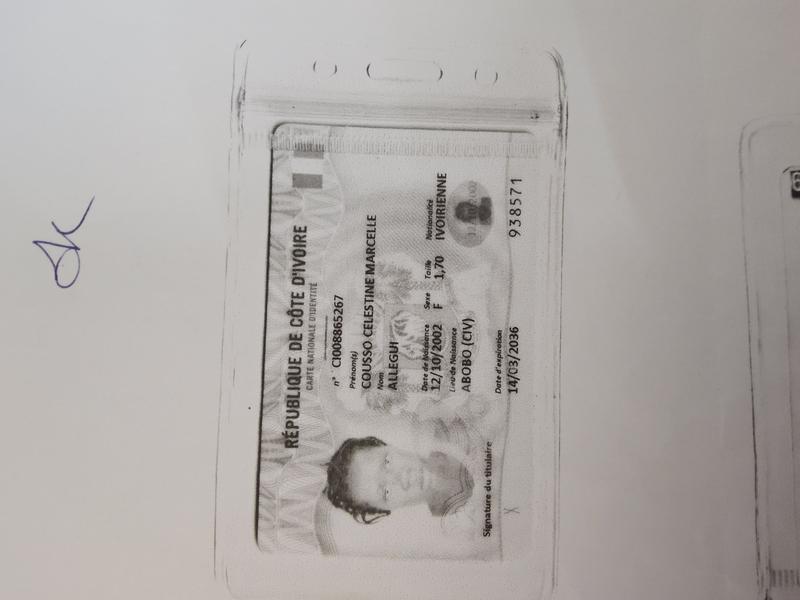 RÉPUBLIQUE DE CÔTE D'IVOIRE
CARTE NATIONALE D'IDENTITÉ
n° CI008865267
Prénom(s)
COUSSO CELESTINE MARCELLE
Nom
ALLEGUI
Date de Naissance Sexe Taille Nationalité
12/10/2002 F 1,70 IVOIRIENNE
Lieu de Naissance
ABOBO (CIV)
Date d'expiration
14/03/2036
938571
Signature du titulaire
X